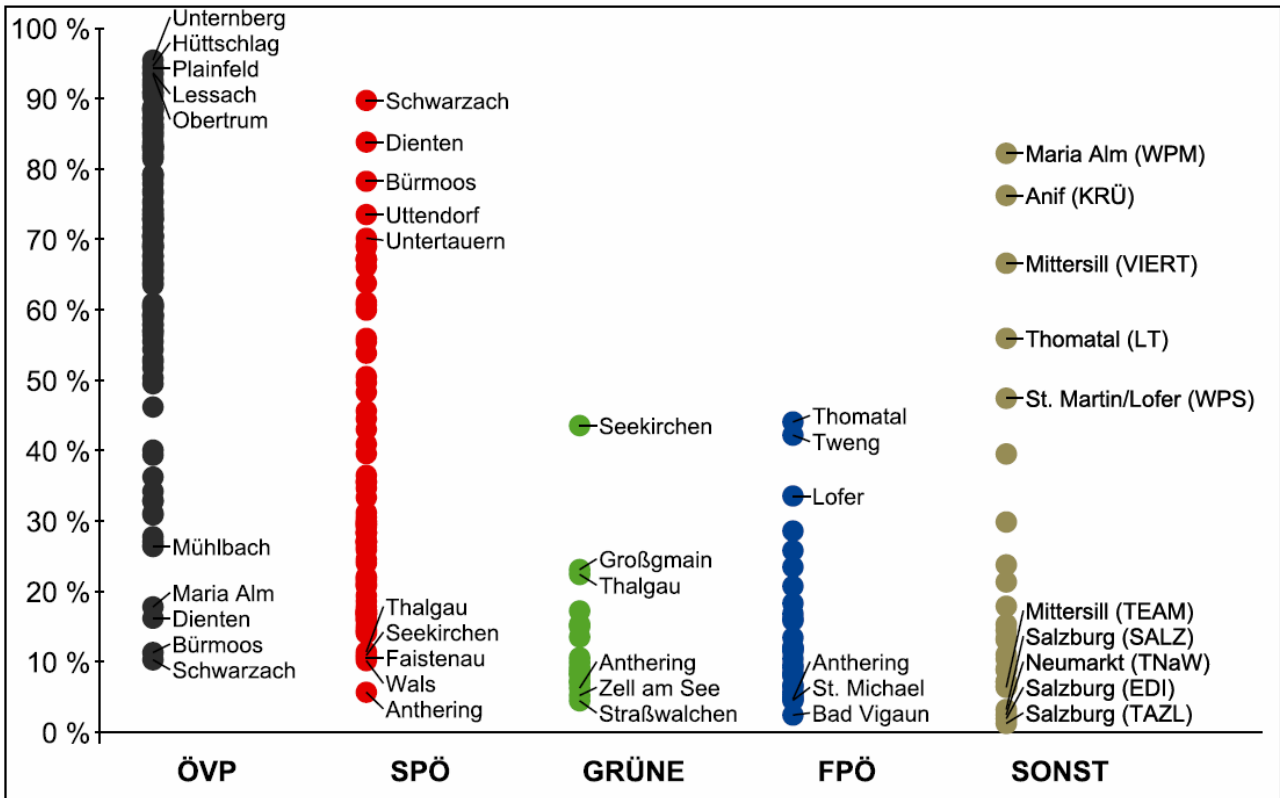 100 %
90 %
80 %
70 %
60 %
50 %
40 %
30 %
20 %
10 %
0 %
Unternberg
Hüttschlag
Plainfeld
Lessach
Obertrum
Mühlbach
Maria Alm
Dienten
Bürmoos
Schwarzach
Schwarzach
Dienten
Bürmoos
Uttendorf
Untertauern
Thalgau
Seekirchen
Faistenau
Wals
Anthering
Seekirchen
Großgmain
Thalgau
Anthering
Zell am See
Straßwalchen
Thomatal
Tweng
Lofer
Anthering
St. Michael
Bad Vigaun
Maria Alm (WPM)
Anif (KRÜ)
Mittersill (VIERT)
Thomatal (LT)
St. Martin/Lofer (WPS)
Mittersill (TEAM)
Salzburg (SALZ)
Neumarkt (TNaW)
Salzburg (EDI)
Salzburg (TAZL)
ÖVP
SPÖ
GRÜNE
FPÖ
SONST